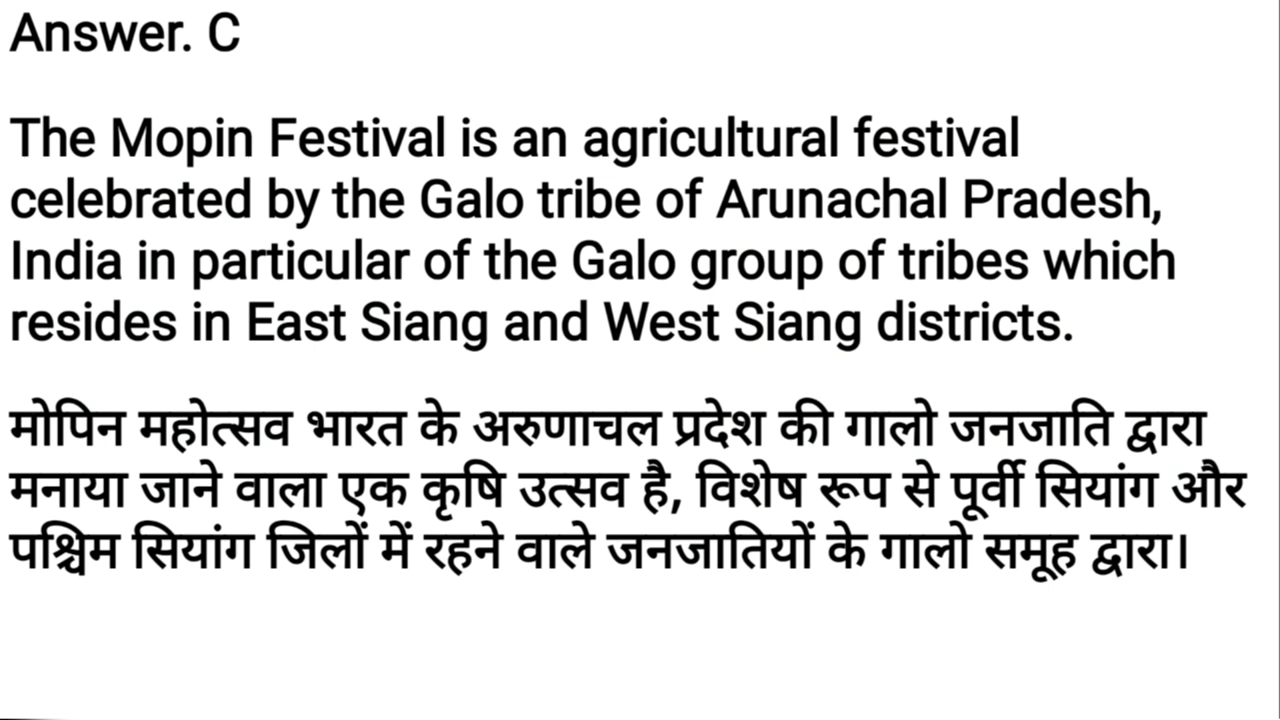 Answer. C
The Mopin Festival is an agricultural festival
celebrated by the Galo tribe of Arunachal Pradesh,
India in particular of the Galo group of tribes which
resides in East Siang and West Siang districts.
मोपिन महोत्सव भारत के अरुणाचल प्रदेश की गालो जनजाति द्वारा
मनाया जाने वाला एक कृषि उत्सव है, विशेष रूप से पूर्वी सियांग और
पश्चिम सियांग जिलों में रहने वाले जनजातियों के गालो समूह द्वारा।